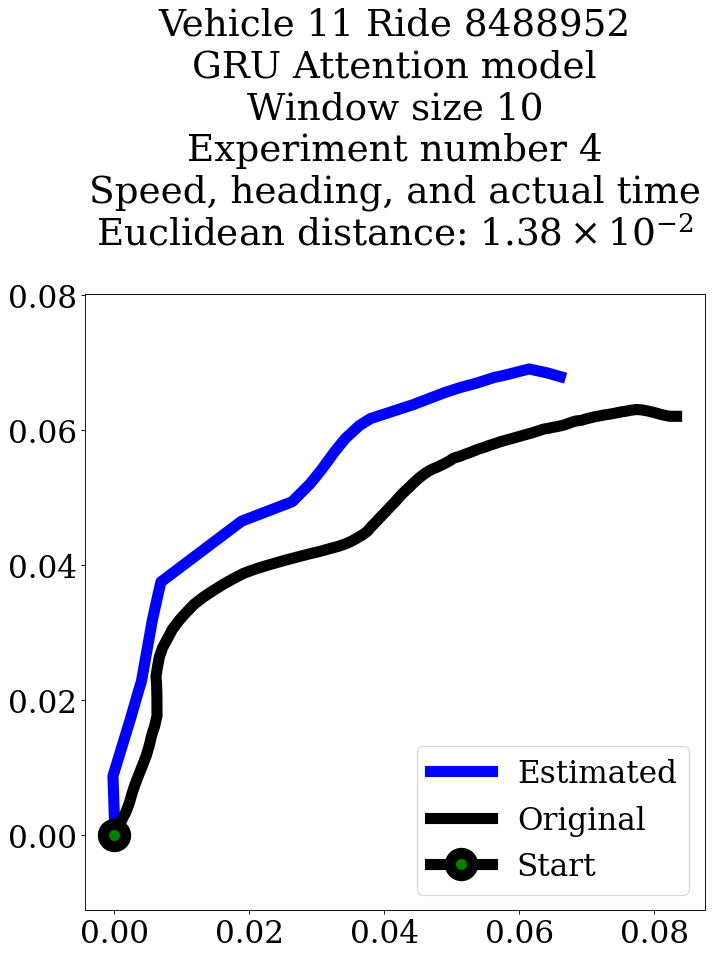 Vehicle 11 Ride 8488952
GRU Attention model
Window size 10
Experiment number 4
Speed, heading, and actual time
Euclidean distance: 1.38 × 10⁻²
0.08
0.06
0.04
0.02
0.00
Estimated
Original
Start
0.00 0.02 0.04 0.06 0.08